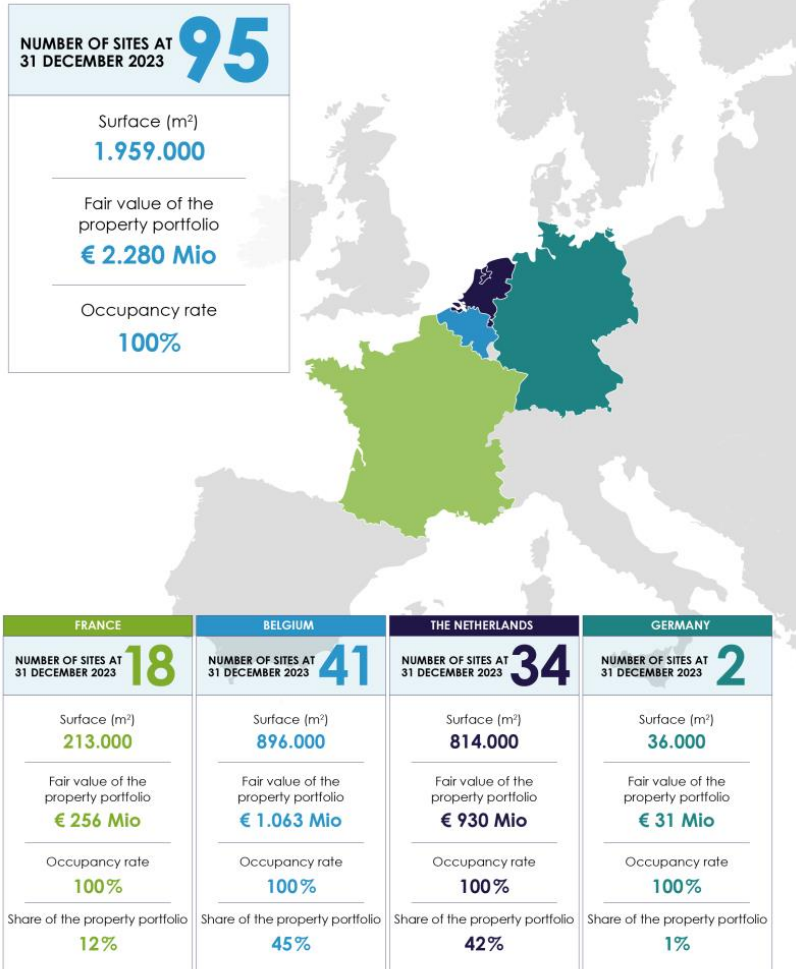 NUMBER OF SITES AT
31 DECEMBER 2023
95
Surface (m²)
1.959.000
Fair value of the
property portfolio
€ 2.280 Mio
Occupancy rate
100%
FRANCE
NUMBER OF SITES AT
31 DECEMBER 2023
18
Surface (m²)
213.000
Fair value of the
property portfolio
€ 256 Mio
Occupancy rate
100%
Share of the property portfolio
12%
BELGIUM
NUMBER OF SITES AT
31 DECEMBER 2023
41
Surface (m²)
896.000
Fair value of the
property portfolio
€ 1.063 Mio
Occupancy rate
100%
Share of the property portfolio
45%
THE NETHERLANDS
NUMBER OF SITES AT
31 DECEMBER 2023
34
Surface (m²)
814.000
Fair value of the
property portfolio
€ 930 Mio
Occupancy rate
100%
Share of the property portfolio
42%
GERMANY
NUMBER OF SITES AT
31 DECEMBER 2023
2
Surface (m²)
36.000
Fair value of the
property portfolio
€ 31 Mio
Occupancy rate
100%
Share of the property portfolio
1%